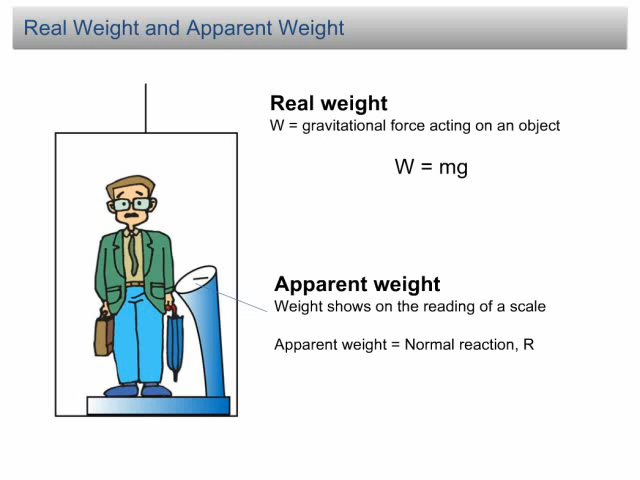 Real Weight and Apparent Weight
Real weight
W = gravitational force acting on an object
W = mg
Apparent weight
Weight shows on the reading of a scale
Apparent weight = Normal reaction, R